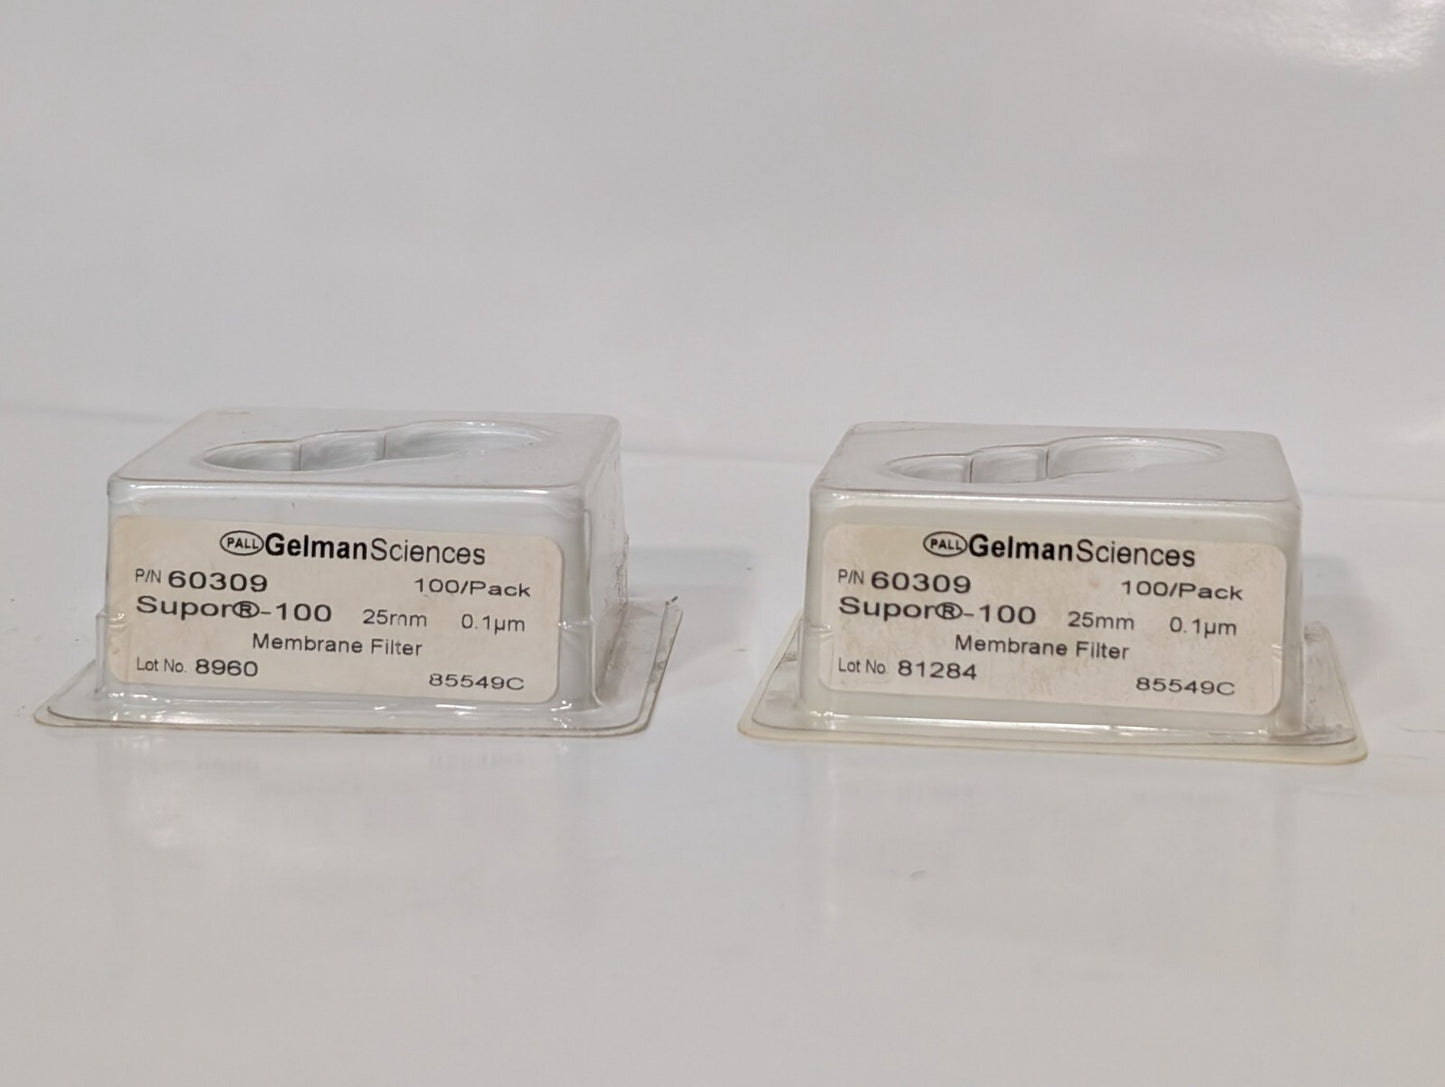 PALL GelmanSciences
P/N 60309 100/Pack
Supor®-100 25mm 0.1µm
Membrane Filter
Lot No. 8960 85549C
PALL GelmanSciences
P/N 60309 100/Pack
Supor®-100 25mm 0.1µm
Membrane Filter
Lot No. 81284 85549C